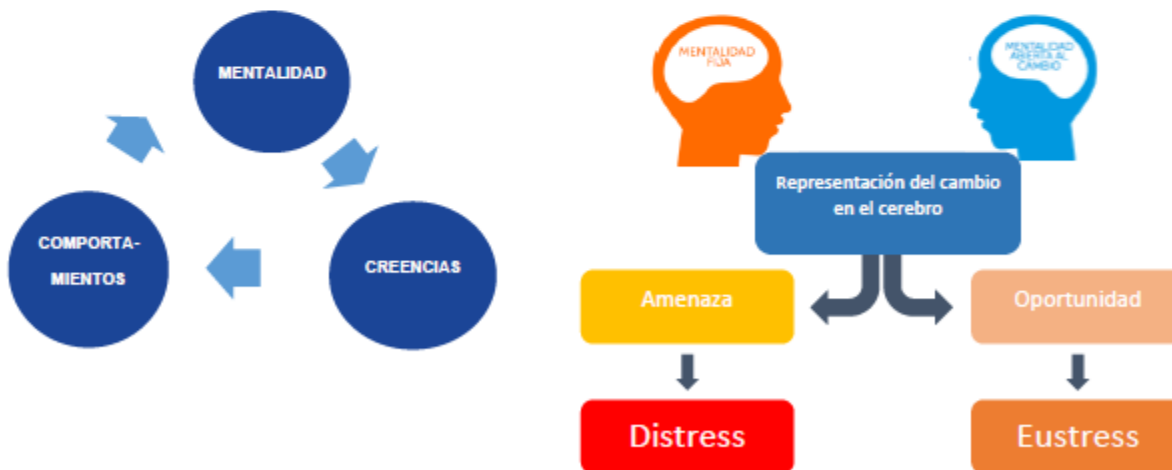 MENTALIDAD
COMPORTA-
MIENTOS
CREENCIAS
MENTALIDAD
FIJA
MENTALIDAD
ABIERTA AL
CAMBIO
Representación del cambio
en el cerebro
Amenaza
Oportunidad
Distress
Eustress